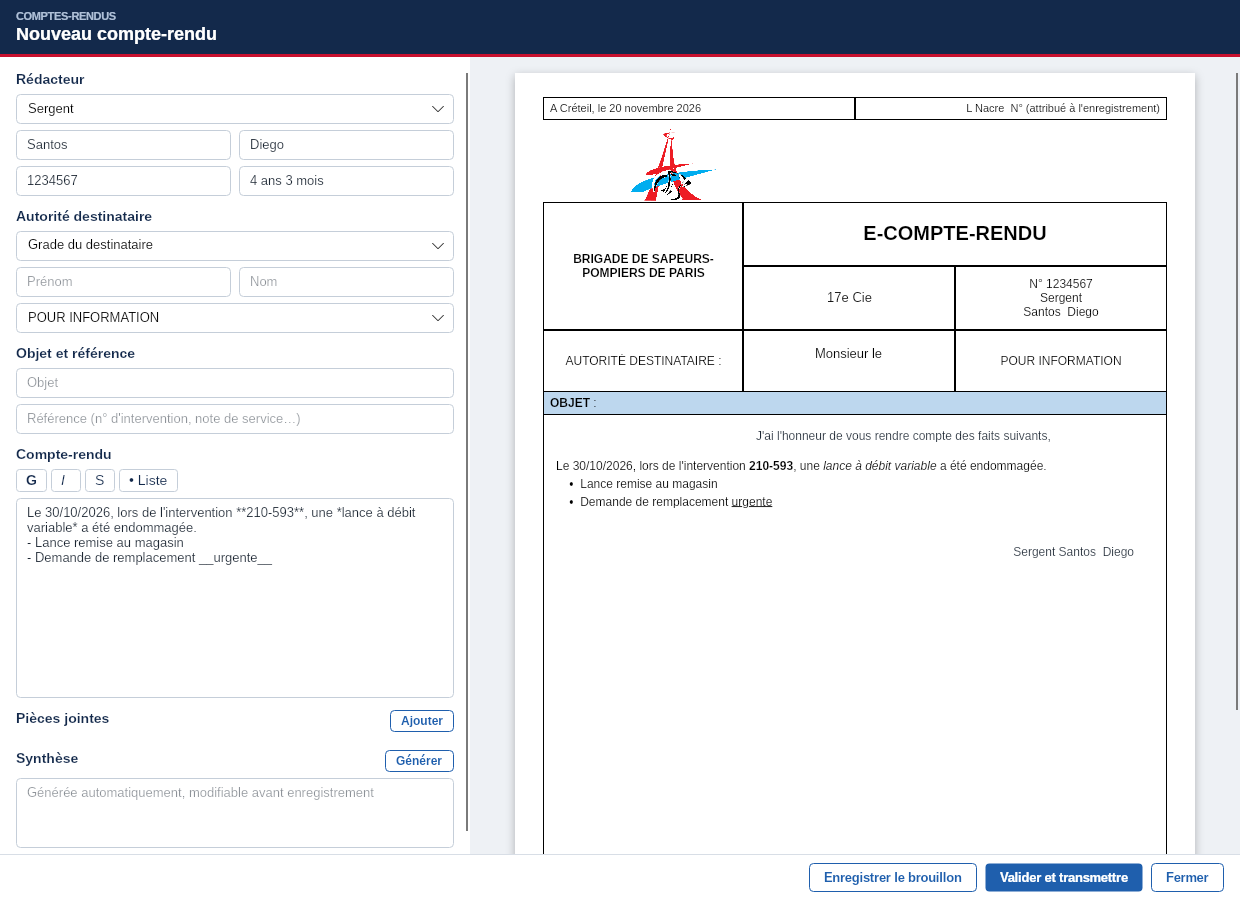 COMPTES-RENDUS
Nouveau compte-rendu
Rédacteur
Sergent
Santos
Diego
1234567
4 ans 3 mois
Autorité destinataire
Grade du destinataire
Prénom
Nom
POUR INFORMATION
Objet et référence
Objet
Référence (n° d'intervention, note de service…)
Compte-rendu
G
I
S
• Liste
Le 30/10/2026, lors de l'intervention **210-593**, une *lance à débit
variable* a été endommagée.
- Lance remise au magasin
- Demande de remplacement __urgente__
Pièces jointes
Ajouter
Synthèse
Générer
Générée automatiquement, modifiable avant enregistrement
A Créteil, le 20 novembre 2026
L Nacre  N° (attribué à l'enregistrement)
BRIGADE DE SAPEURS-
POMPIERS DE PARIS
E-COMPTE-RENDU
17e Cie
N° 1234567
Sergent
Santos  Diego
AUTORITÉ DESTINATAIRE :
Monsieur le
POUR INFORMATION
OBJET :
J'ai l'honneur de vous rendre compte des faits suivants,
Le 30/10/2026, lors de l'intervention 210-593, une lance à débit variable a été endommagée.
• Lance remise au magasin
• Demande de remplacement urgente
Sergent Santos  Diego
Enregistrer le brouillon
Valider et transmettre
Fermer